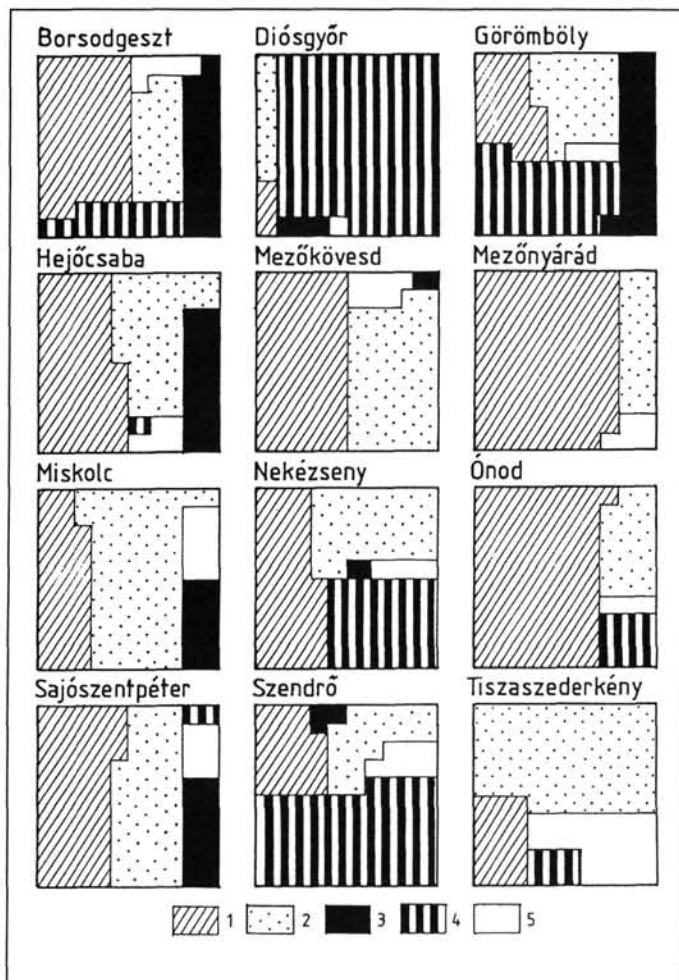 Borsodgeszt Diósgyőr Görömböly
Hejőcsaba Mezőkövesd Mezőnyárád
Miskolc Nekézseny Ónod
Sajószentpéter Szendrő Tiszaszederkény
1 2 3 4 5